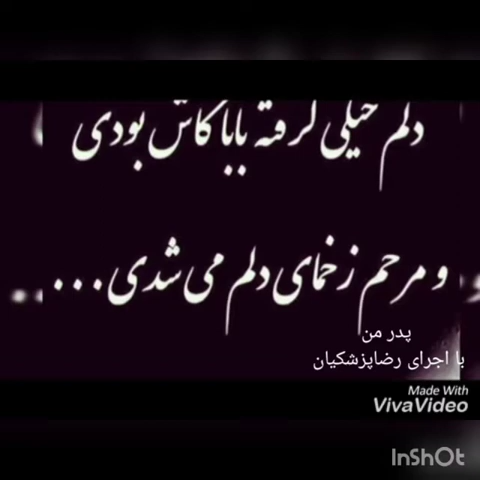 دلم خیلی گرفته بابا کاش بودی
و مرحم زخمای دلم می شدی...
پدر من
با اجرای رضاپزشکیان
Made With
VivaVideo
InShOt